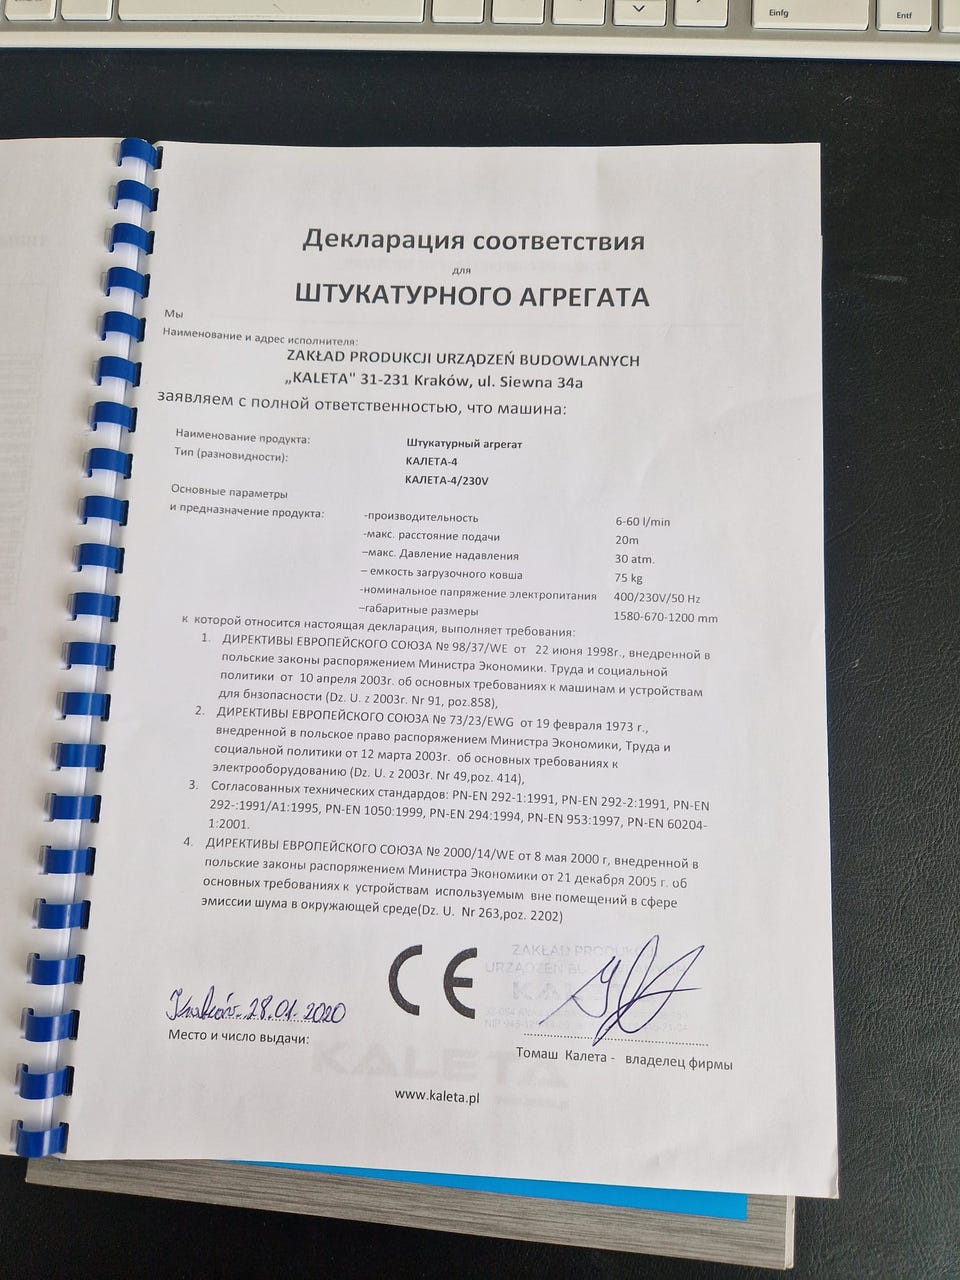 Einfg
Entf
Декларация соответствия
для
ШТУКАТУРНОГО АГРЕГАТА
Мы
Наименование и адрес исполнителя:
ZAKŁAD PRODUKCJI URZĄDZEŃ BUDOWLANYCH
„KALETA" 31-231 Kraków, ul. Siewna 34a
заявляем с полной ответственностью, что машина:
Наименование продукта: Штукатурный агрегат
Тип (разновидности): КАЛЕТА-4
КАЛЕТА-4/230V
Основные параметры
и предназначение продукта:
-производительность 6-60 l/min
-макс. расстояние подачи 20m
–макс. Давление надавления 30 atm.
– емкость загрузочного ковша 75 kg
-номинальное напряжение электропитания 400/230V/50 Hz
–габаритные размеры 1580-670-1200 mm
к которой относится настоящая декларация, выполняет требования:
1. ДИРЕКТИВЫ ЕВРОПЕЙСКОГО СОЮЗА № 98/37/WE от 22 июня 1998г., внедренной в
польские законы распоряжением Министра Экономики. Труда и социальной
политики от 10 апреля 2003г. об основных требованиях к машинам и устройствам
для бнзопасности (Dz. U. z 2003r. Nr 91, poz.858),
2. ДИРЕКТИВЫ ЕВРОПЕЙСКОГО СОЮЗА № 73/23/EWG от 19 февраля 1973 г.,
внедренной в польское право распоряжением Министра Экономики, Труда и
социальной политики от 12 марта 2003г. об основных требованиях к
электрооборудованию (Dz. U. z 2003r. Nr 49,poz. 414),
3. Согласованных технических стандартов: PN-EN 292-1:1991, PN-EN 292-2:1991, PN-EN
292-:1991/A1:1995, PN-EN 1050:1999, PN-EN 294:1994, PN-EN 953:1997, PN-EN 60204-
1:2001.
4. ДИРЕКТИВЫ ЕВРОПЕЙСКОГО СОЮЗА № 2000/14/WE от 8 мая 2000 г, внедренной в
польские законы распоряжением Министра Экономики от 21 декабря 2005 г. об
основных требованиях к устройствам используемым вне помещений в сфере
эмиссии шума в окружающей среде(Dz. U. Nr 263,poz. 2202)
CE
ZAKŁAD PRODUKCJI
URZĄDZEŃ
KALETA
Kraków. 28.01.2020
Место и число выдачи:
Томаш Калета - владелец фирмы
KALETA
www.kaleta.pl